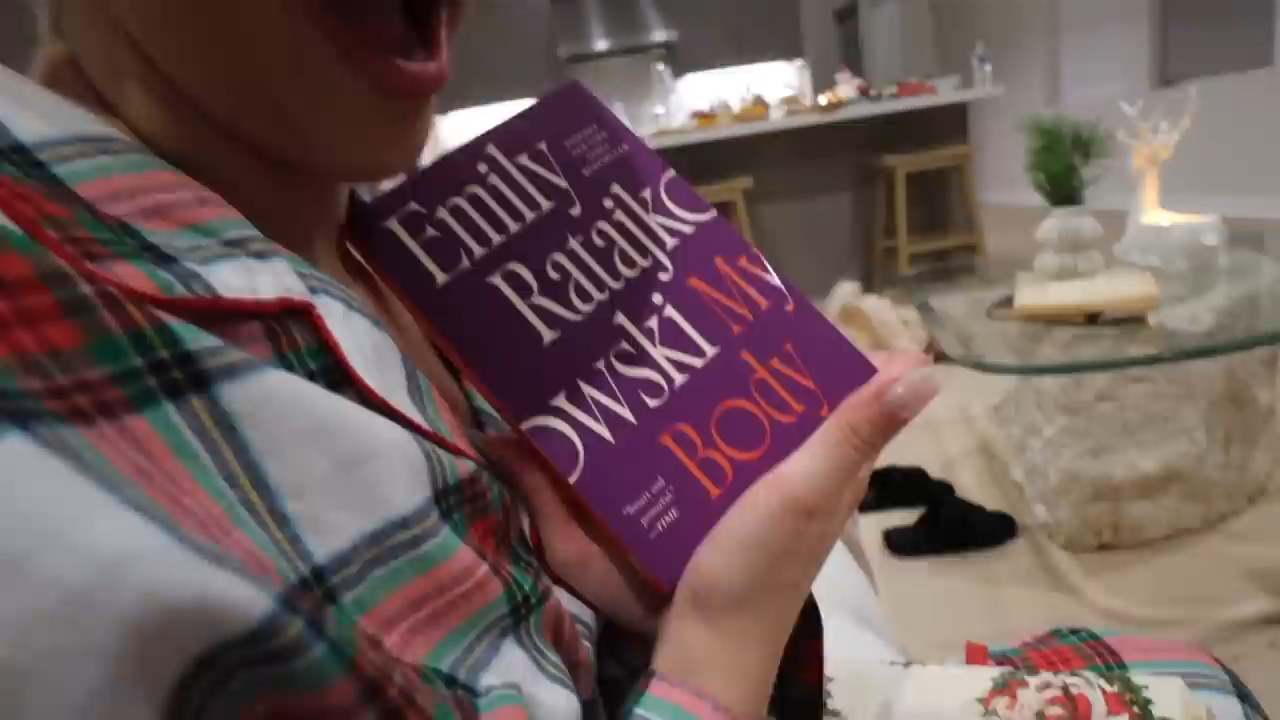 Emily
Ratajko
owski My
Body
"Smart and
powerful."
—TIME